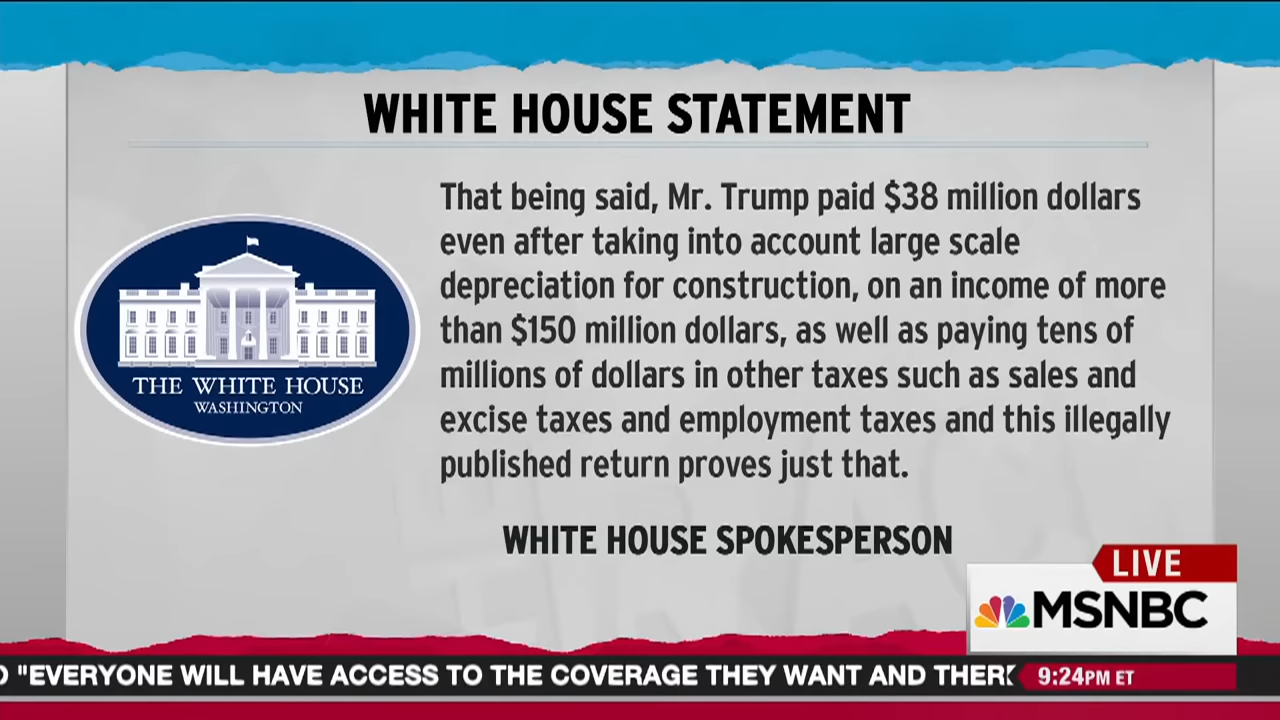 WHITE HOUSE STATEMENT
That being said, Mr. Trump paid $38 million dollars
even after taking into account large scale
depreciation for construction, on an income of more
than $150 million dollars, as well as paying tens of
millions of dollars in other taxes such as sales and
excise taxes and employment taxes and this illegally
published return proves just that.
THE WHITE HOUSE
WASHINGTON
WHITE HOUSE SPOKESPERSON
LIVE
MSNBC
"EVERYONE WILL HAVE ACCESS TO THE COVERAGE THEY WANT AND
9:24PM ET